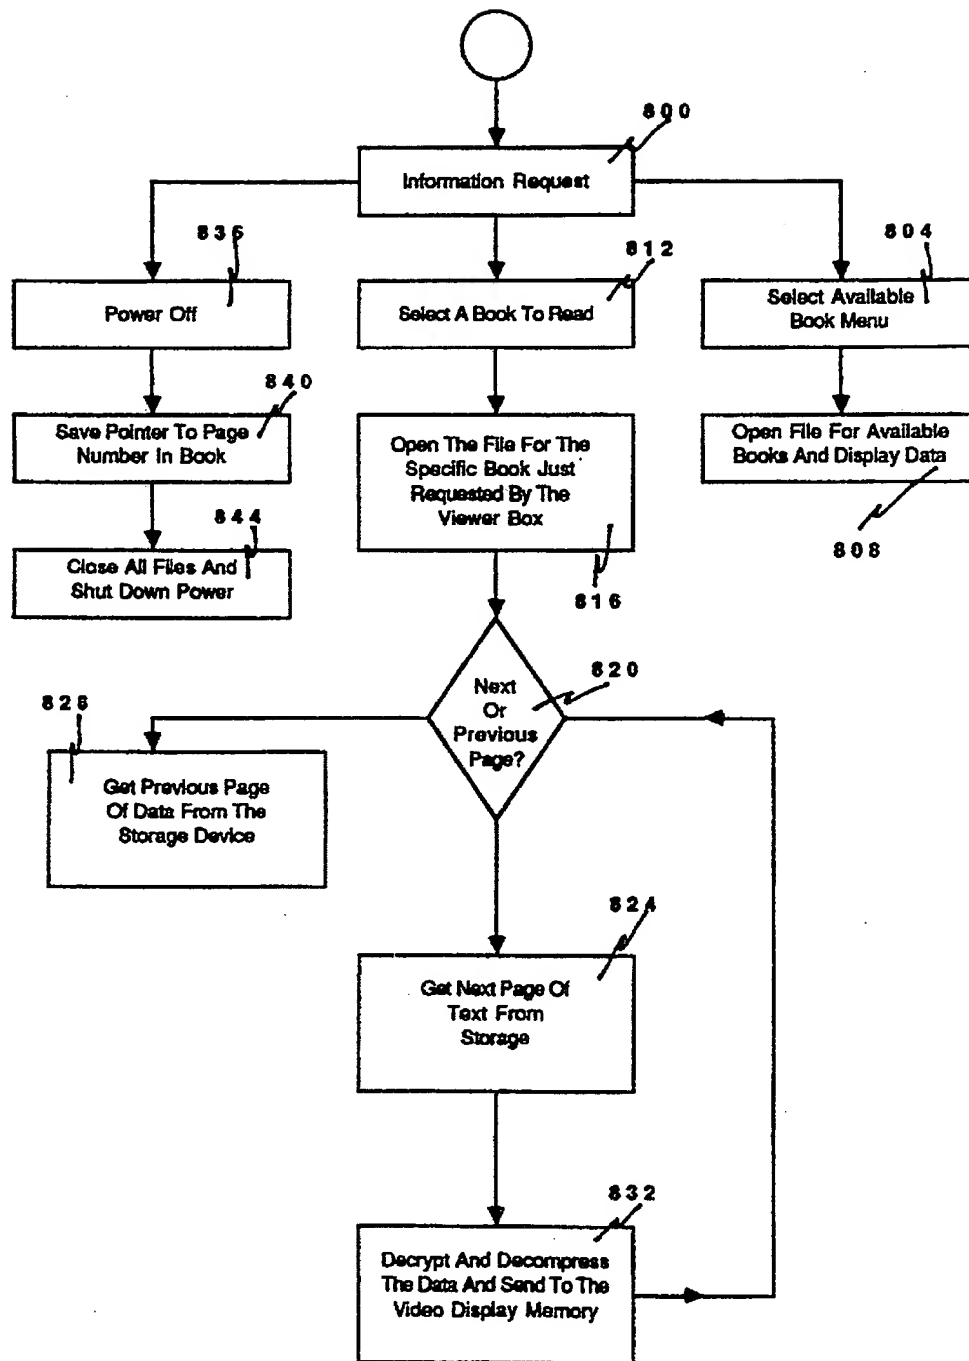 800
Information Request
836
Power Off
812
Select A Book To Read
804
Select Available
Book Menu
840
Save Pointer To Page
Number In Book
Open The File For The
Specific Book Just
Requested By The
Viewer Box
816
Open File For Available
Books And Display Data
808
844
Close All Files And
Shut Down Power
Next
Or
Previous
Page?
820
828
Get Previous Page
Of Data From The
Storage Device
824
Get Next Page Of
Text From
Storage
832
Decrypt And Decompress
The Data And Send To The
Video Display Memory